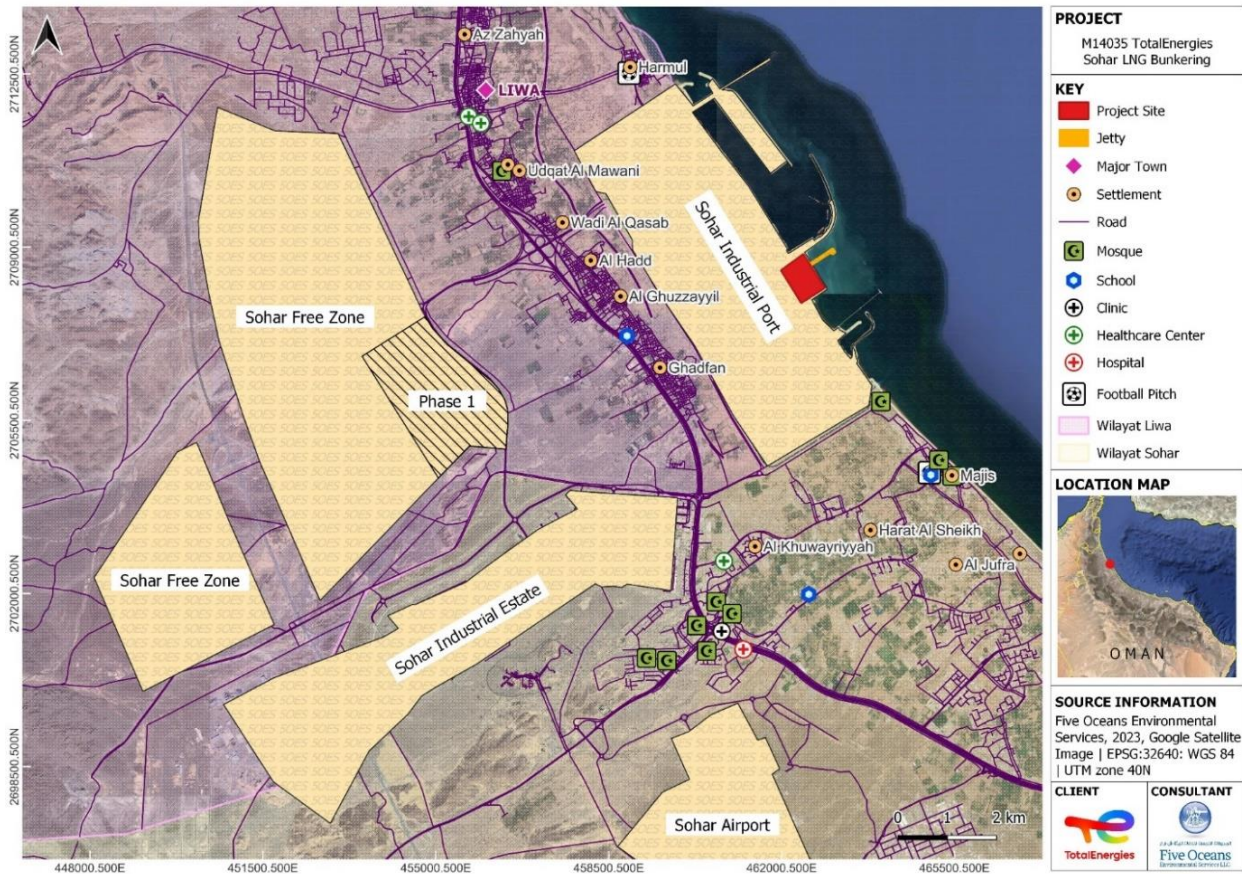 Az Zahyah
Harmul
LIWA
Udqat Al Mawani
Wadi Al Qasab
Al Hadd
Al Ghuzzayyil
Ghadfan
Sohar Free Zone
Phase 1
Sohar Industrial Port
Majis
Harat Al Sheikh
Al Khuwayriyyah
Al Jufra
Sohar Free Zone
Sohar Industrial Estate
Sohar Airport
0 1 2 km
2712500.500N
2709000.500N
2705500.500N
2702000.500N
2698500.500N
448000.500E
451500.500E
455000.500E
458500.500E
462000.500E
465500.500E
PROJECT
M14035 TotalEnergies
Sohar LNG Bunkering
KEY
Project Site
Jetty
Major Town
Settlement
Road
Mosque
School
Clinic
Healthcare Center
Hospital
Football Pitch
Wilayat Liwa
Wilayat Sohar
LOCATION MAP
OMAN
SOURCE INFORMATION
Five Oceans Environmental
Services, 2023, Google Satellite
Image | EPSG:32640: WGS 84
| UTM zone 40N
CLIENT
TotalEnergies
CONSULTANT
Five Oceans
Environmental Services LLC